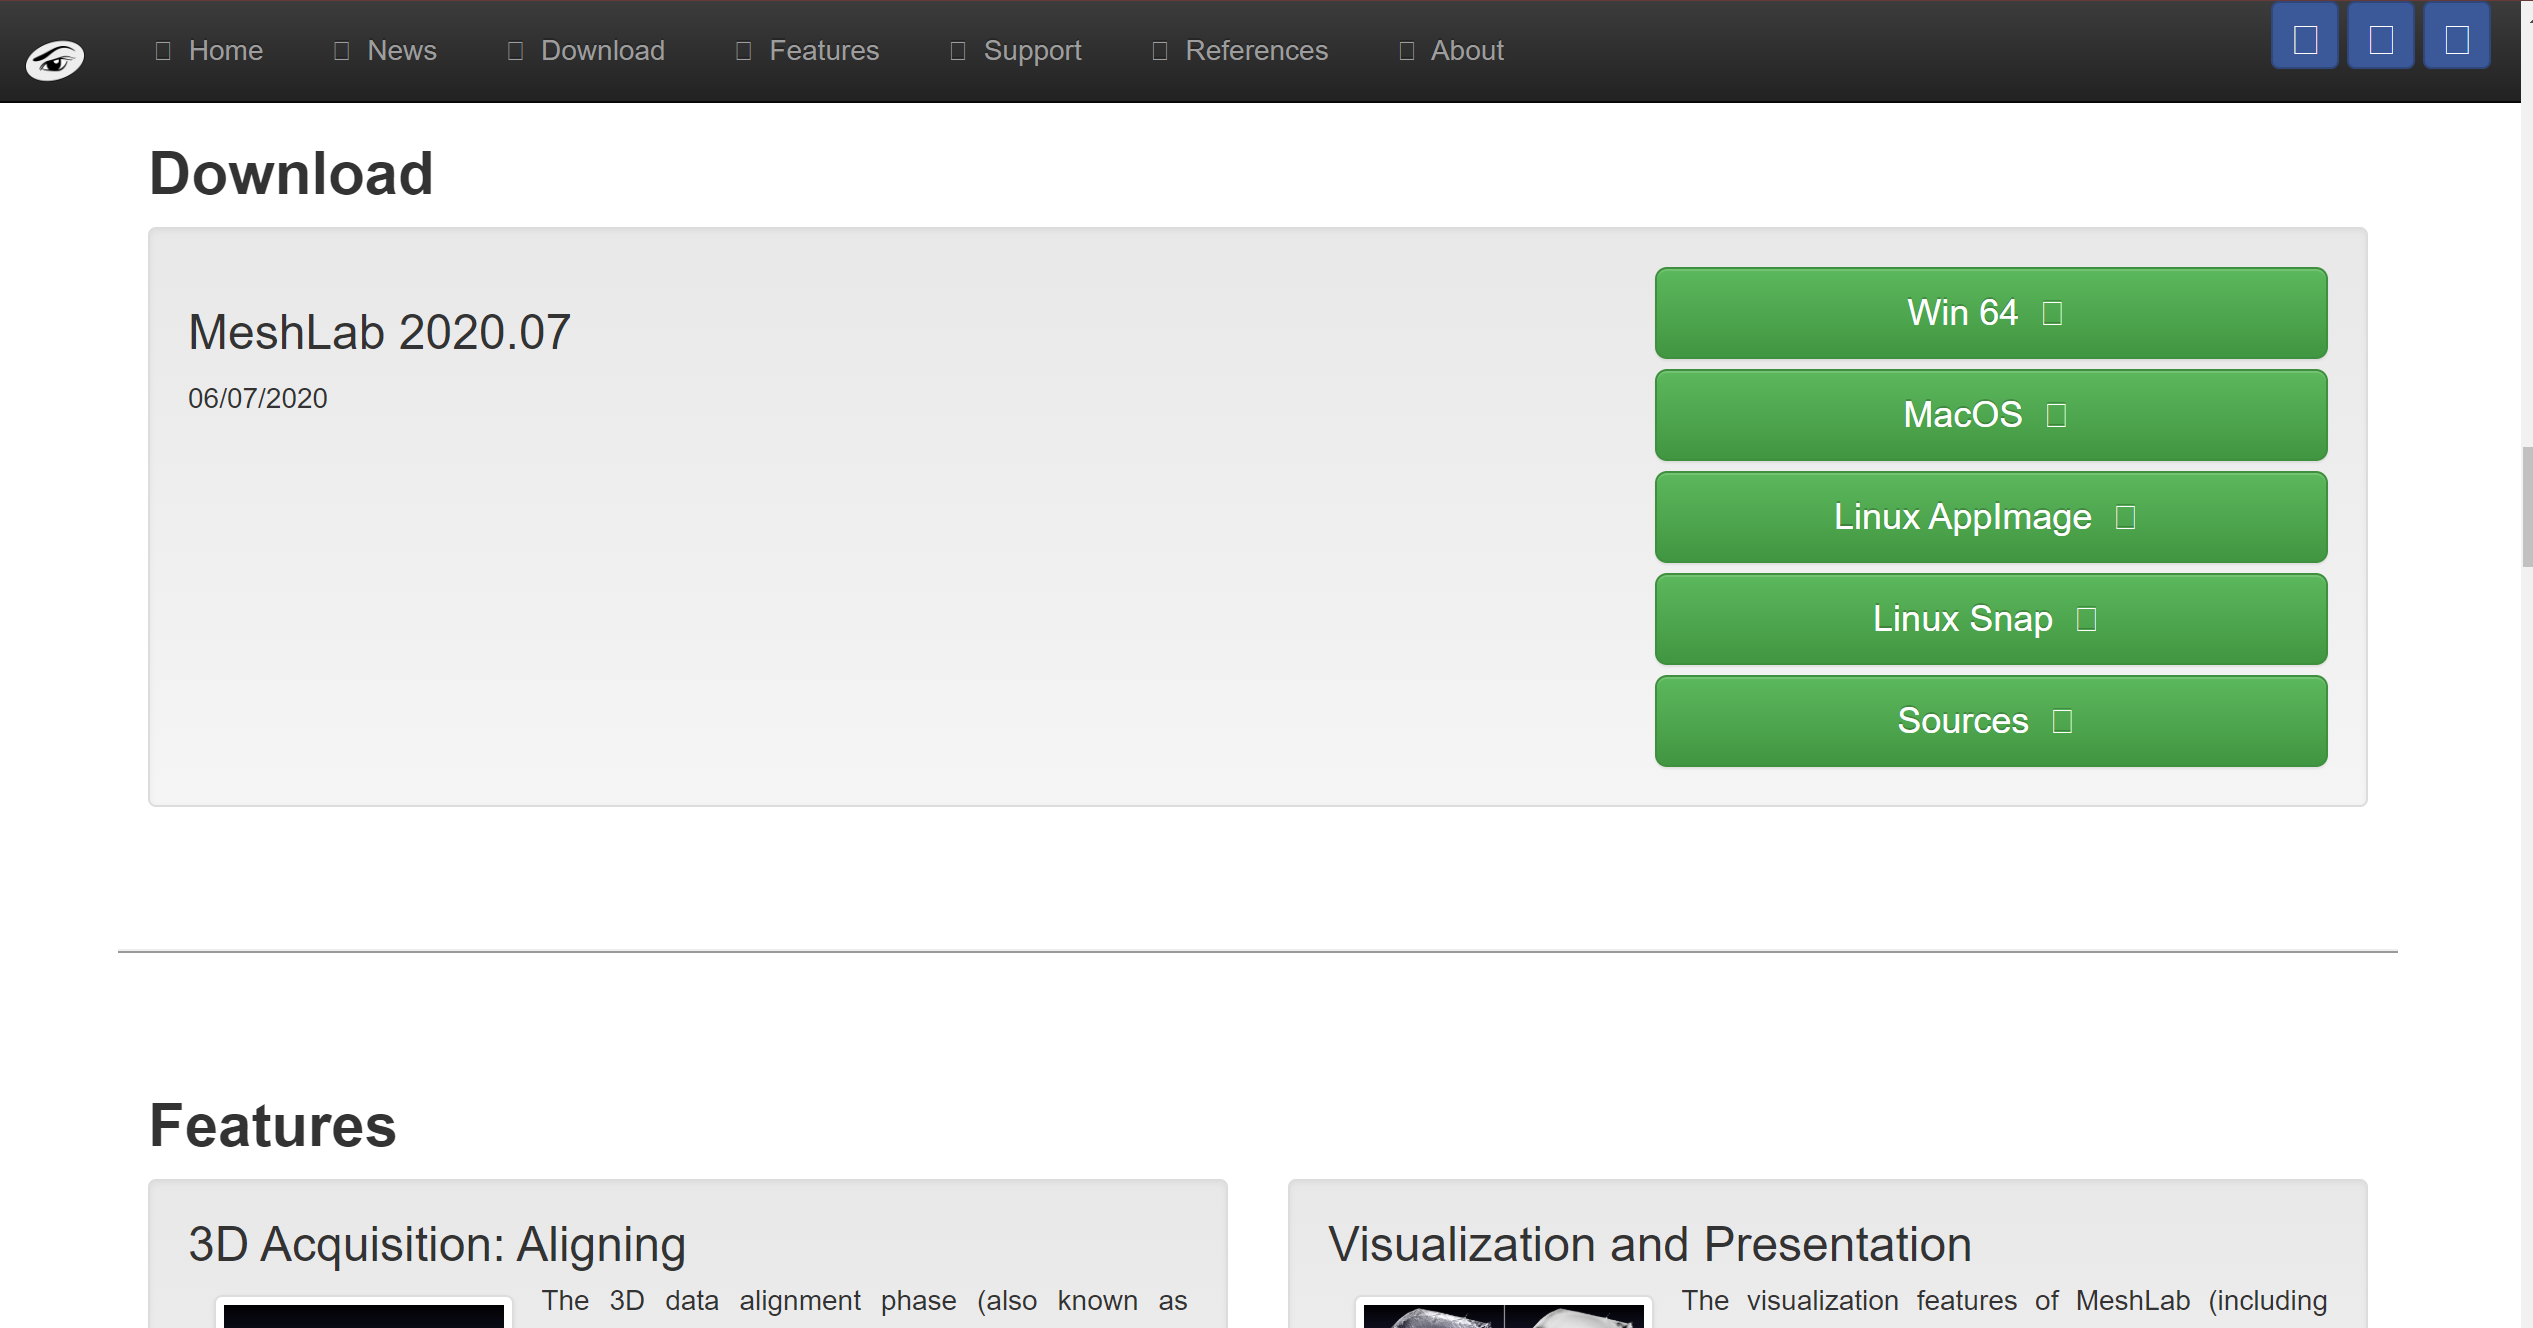 Home News Download Features Support References About
Download
MeshLab 2020.07
06/07/2020
Win 64
MacOS
Linux AppImage
Linux Snap
Sources
Features
3D Acquisition: Aligning
The 3D data alignment phase (also known as
Visualization and Presentation
The visualization features of MeshLab (including